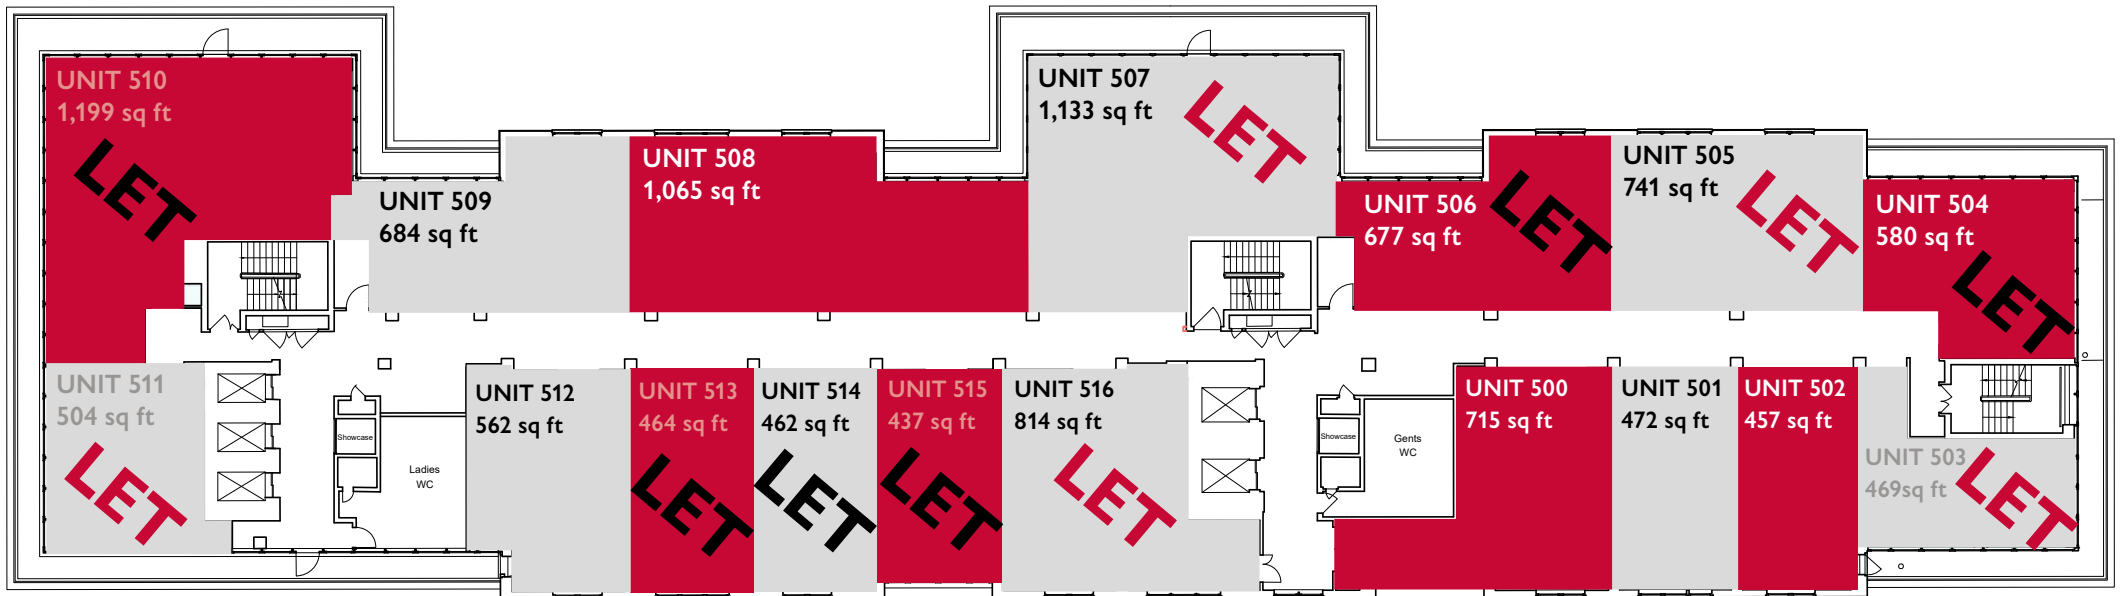 UNIT 510
1,199 sq ft
LET
UNIT 509
684 sq ft
UNIT 508
1,065 sq ft
UNIT 507
1,133 sq ft
LET
UNIT 506
677 sq ft
LET
UNIT 505
741 sq ft
LET
UNIT 504
580 sq ft
LET
UNIT 511
504 sq ft
LET
Showcase
Ladies
WC
UNIT 512
562 sq ft
UNIT 513
464 sq ft
LET
UNIT 514
462 sq ft
LET
UNIT 515
437 sq ft
LET
UNIT 516
814 sq ft
LET
Showcase
Gents
WC
UNIT 500
715 sq ft
UNIT 501
472 sq ft
UNIT 502
457 sq ft
UNIT 503
469sq ft
LET